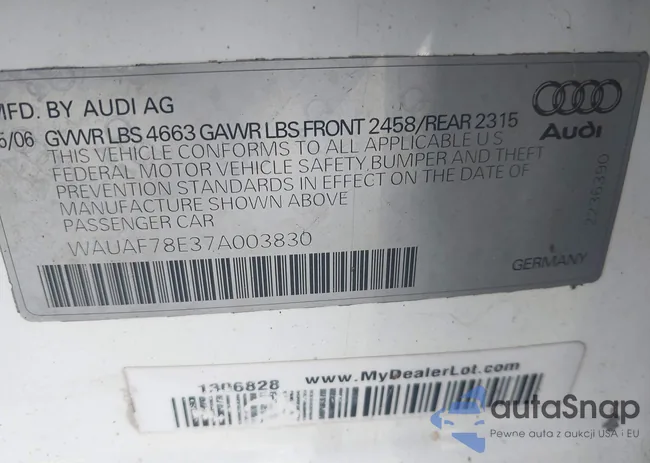 MFD. BY AUDI AG
5/06 GVWR LBS 4663 GAWR LBS FRONT 2458/REAR 2315
THIS VEHICLE CONFORMS TO ALL APPLICABLE U S
FEDERAL MOTOR VEHICLE SAFETY, BUMPER AND THEFT
PREVENTION STANDARDS IN EFFECT ON THE DATE OF
MANUFACTURE SHOWN ABOVE
PASSENGER CAR
WAUAF78E37A003830
Audi
2236390
GERMANY
1306828 www.MyDealerLot.com
autaSnap
Pewne auta z aukcji USA i EU